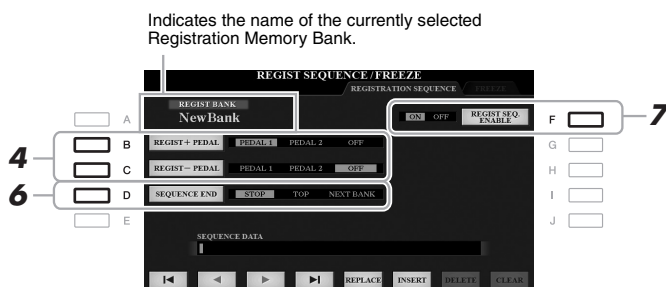 Indicates the name of the currently selected
Registration Memory Bank.
REGIST SEQUENCE/FREEZE
REGISTRATION SEQUENCE FREEZE
REGIST BANK
NewBank
ON OFF REGIST SEQ. ENABLE
A
F
7
4
B
REGIST+ PEDAL PEDAL 1 PEDAL 2 OFF
G
C
REGIST− PEDAL PEDAL 1 PEDAL 2 OFF
H
6
D
SEQUENCE END STOP TOP NEXT BANK
I
E
J
SEQUENCE DATA
REPLACE INSERT DELETE CLEAR